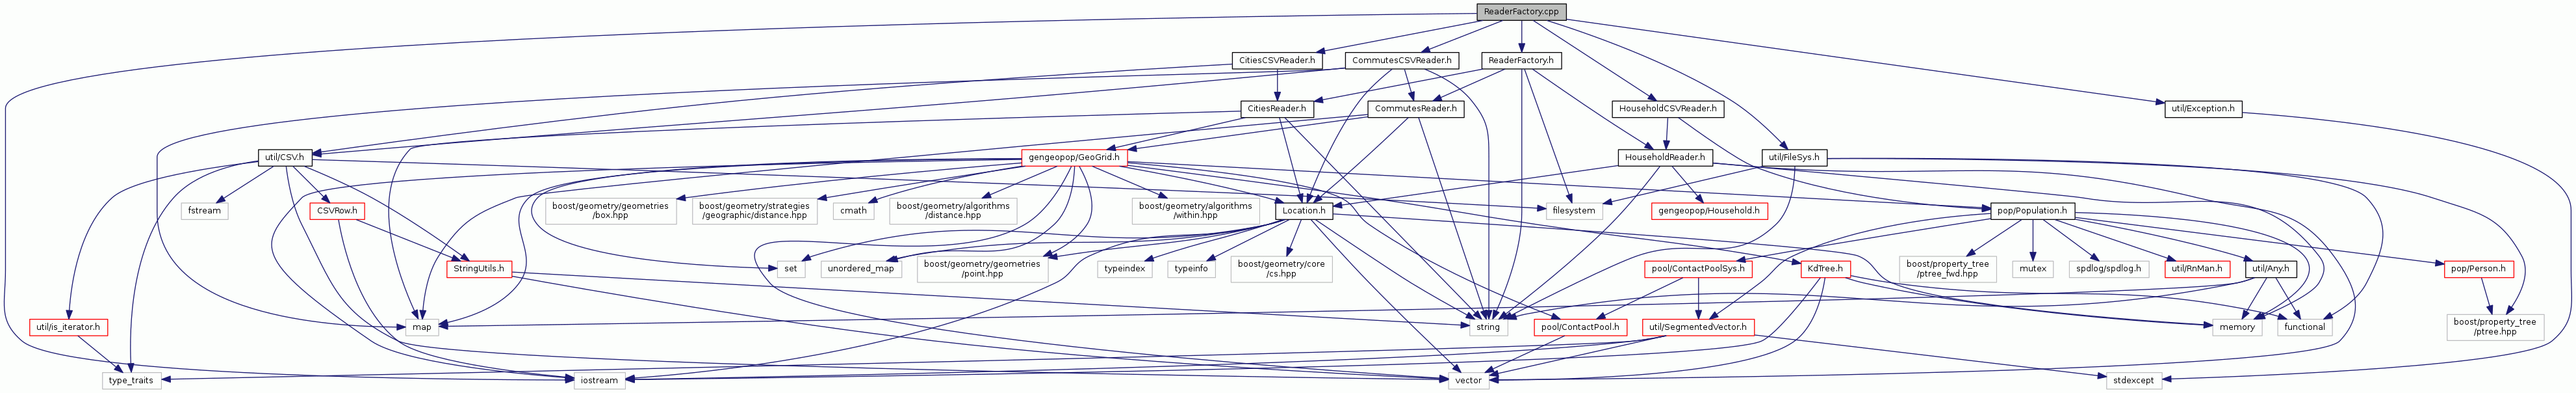 ReaderFactory.cpp
CitiesCSVReader.h
CommutesCSVReader.h
ReaderFactory.h
CitiesReader.h
CommutesReader.h
HouseholdCSVReader.h
util/Exception.h
util/CSV.h
gengeopop/GeoGrid.h
HouseholdReader.h
util/FileSys.h
fstream
CSVRow.h
boost/geometry/geometries
/box.hpp
boost/geometry/strategies
/geographic/distance.hpp
cmath
boost/geometry/algorithms
/distance.hpp
boost/geometry/algorithms
/within.hpp
Location.h
filesystem
gengeopop/Household.h
pop/Population.h
StringUtils.h
set
unordered_map
boost/geometry/geometries
/point.hpp
typeindex
typeinfo
boost/geometry/core
/cs.hpp
pool/ContactPoolSys.h
KdTree.h
boost/property_tree
/ptree_fwd.hpp
mutex
spdlog/spdlog.h
util/RnMan.h
util/Any.h
pop/Person.h
util/is_iterator.h
map
string
pool/ContactPool.h
util/SegmentedVector.h
memory
functional
boost/property_tree
/ptree.hpp
type_traits
iostream
vector
stdexcept